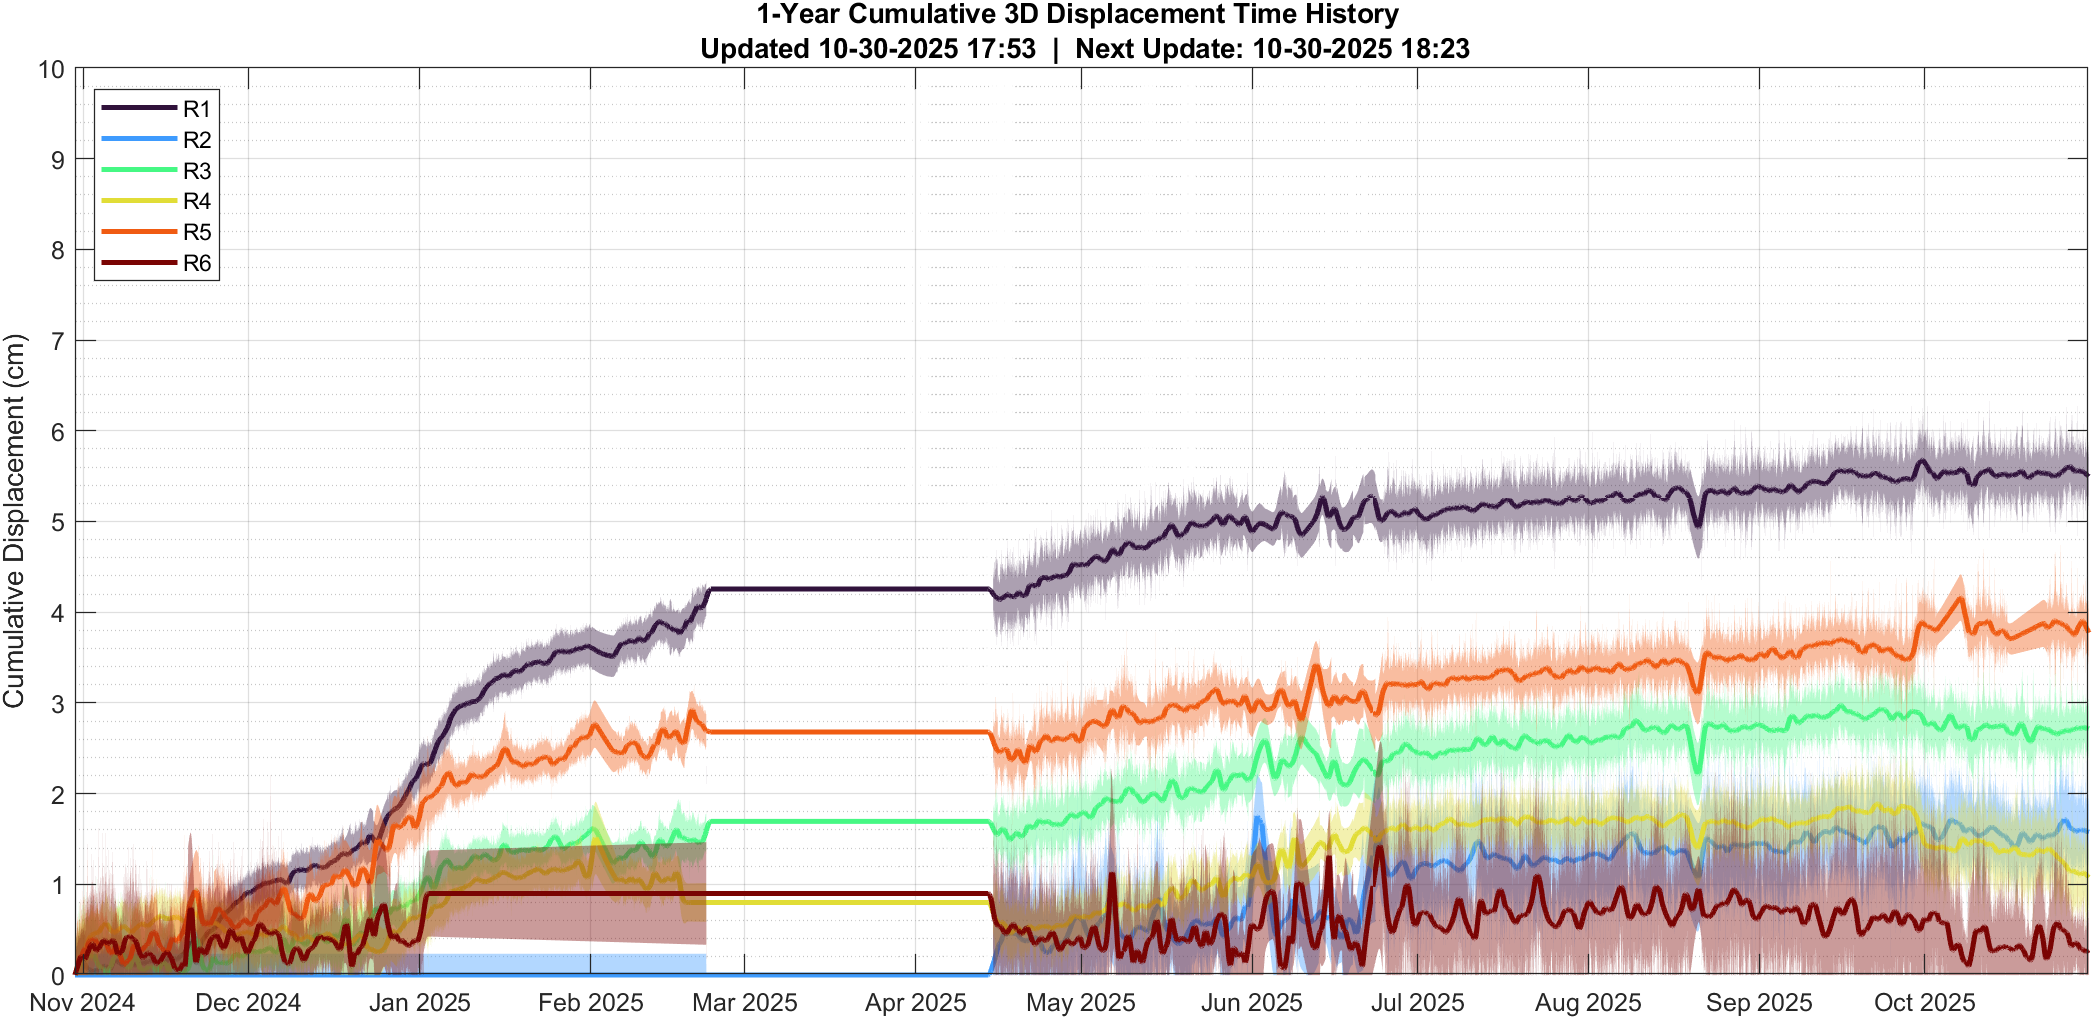 1-Year Cumulative 3D Displacement Time History
Updated 10-30-2025 17:53 | Next Update: 10-30-2025 18:23
Cumulative Displacement (cm)
10
9
8
7
6
5
4
3
2
1
0
R1
R2
R3
R4
R5
R6
Nov 2024 Dec 2024 Jan 2025 Feb 2025 Mar 2025 Apr 2025 May 2025 Jun 2025 Jul 2025 Aug 2025 Sep 2025 Oct 2025